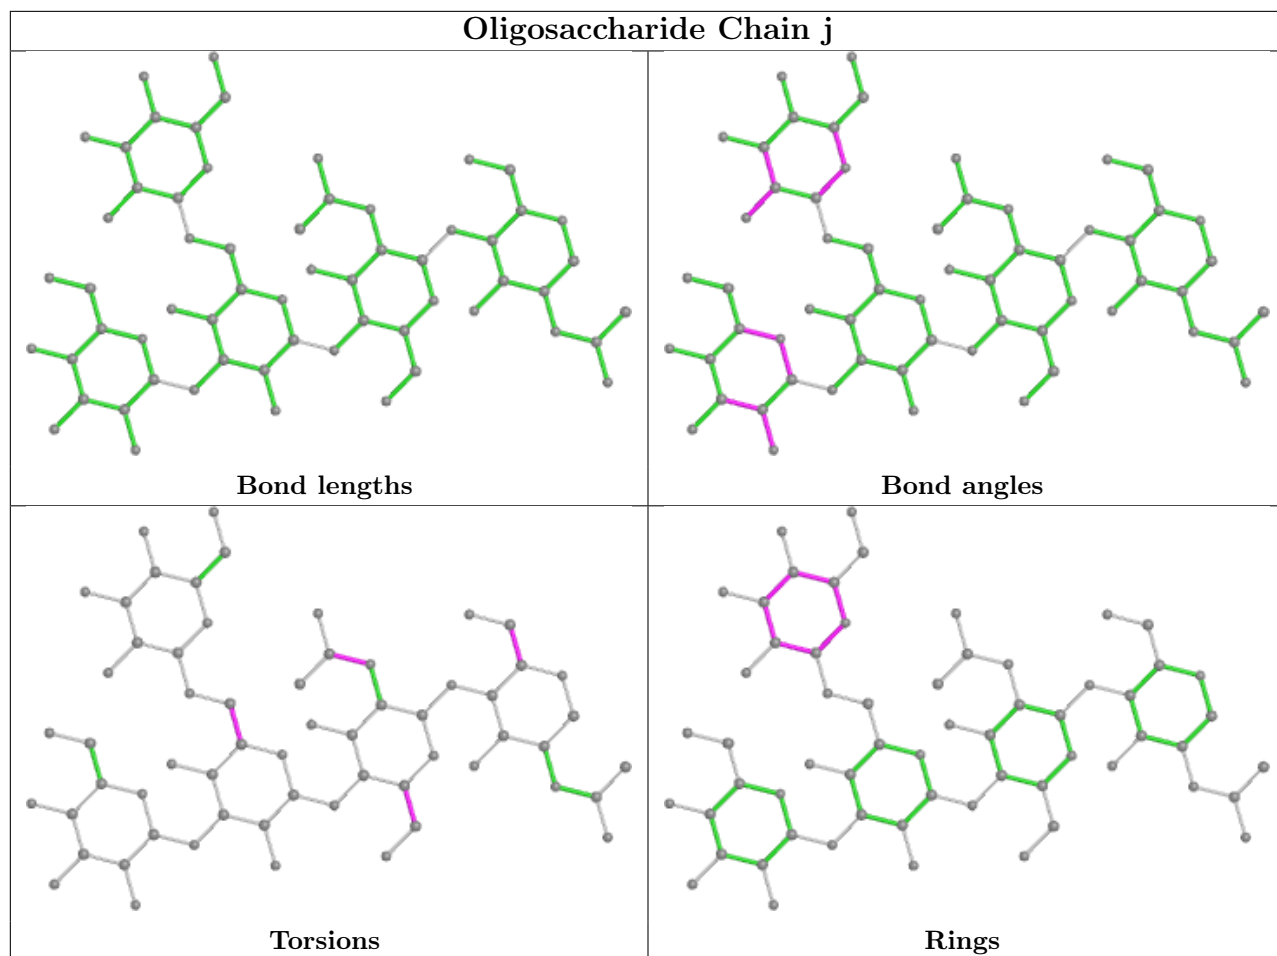 Oligosaccharide Chain j
Bond lengths
Bond angles
Torsions
Rings